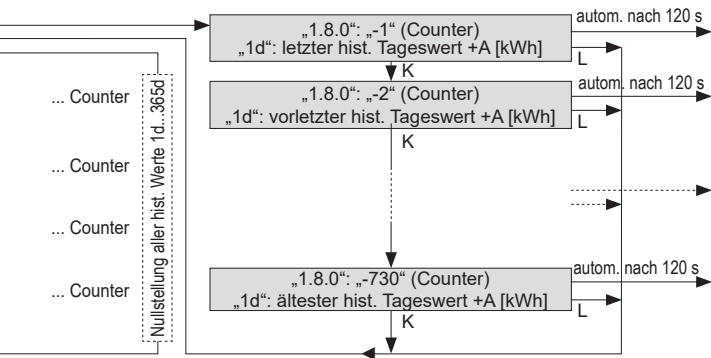 „1.8.0“: „-1“ (Counter)
„1d“: letzter hist. Tageswert +A [kWh]
autom. nach 120 s
L
K
„1.8.0“: „-2“ (Counter)
„1d“: vorletzter hist. Tageswert +A [kWh]
autom. nach 120 s
L
K
... Counter
... Counter
... Counter
... Counter
Nullstellung aller hist. Werte 1d...365d
„1.8.0“: „-730“ (Counter)
„1d“: ältester hist. Tageswert +A [kWh]
autom. nach 120 s
L
K